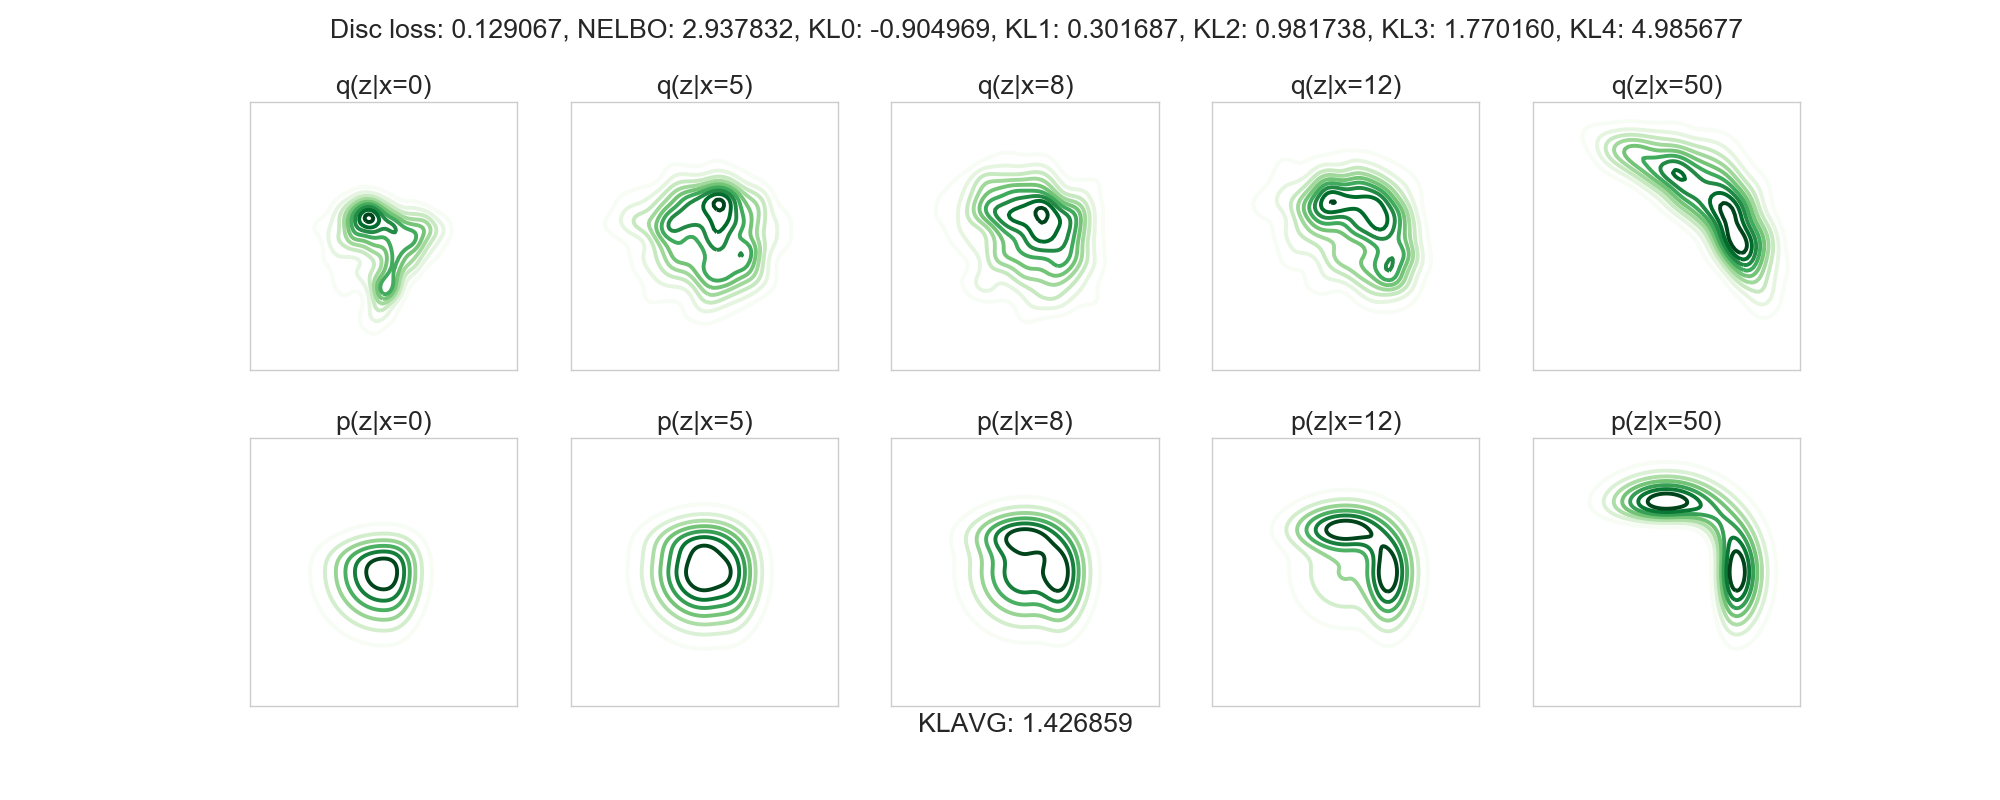 Disc loss: 0.129067, NELBO: 2.937832, KL0: -0.904969, KL1: 0.301687, KL2: 0.981738, KL3: 1.770160, KL4: 4.985677
q(z|x=0) q(z|x=5) q(z|x=8) q(z|x=12) q(z|x=50)
p(z|x=0) p(z|x=5) p(z|x=8) p(z|x=12) p(z|x=50)
KLAVG: 1.426859